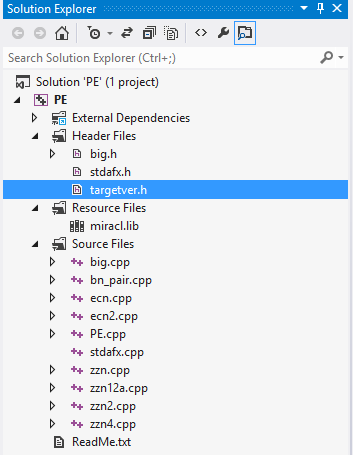 Solution Explorer
Search Solution Explorer (Ctrl+;)
Solution 'PE' (1 project)
PE
External Dependencies
Header Files
big.h
stdafx.h
targetver.h
Resource Files
miracl.lib
Source Files
big.cpp
bn_pair.cpp
ecn.cpp
ecn2.cpp
PE.cpp
stdafx.cpp
zzn.cpp
zzn12a.cpp
zzn2.cpp
zzn4.cpp
ReadMe.txt